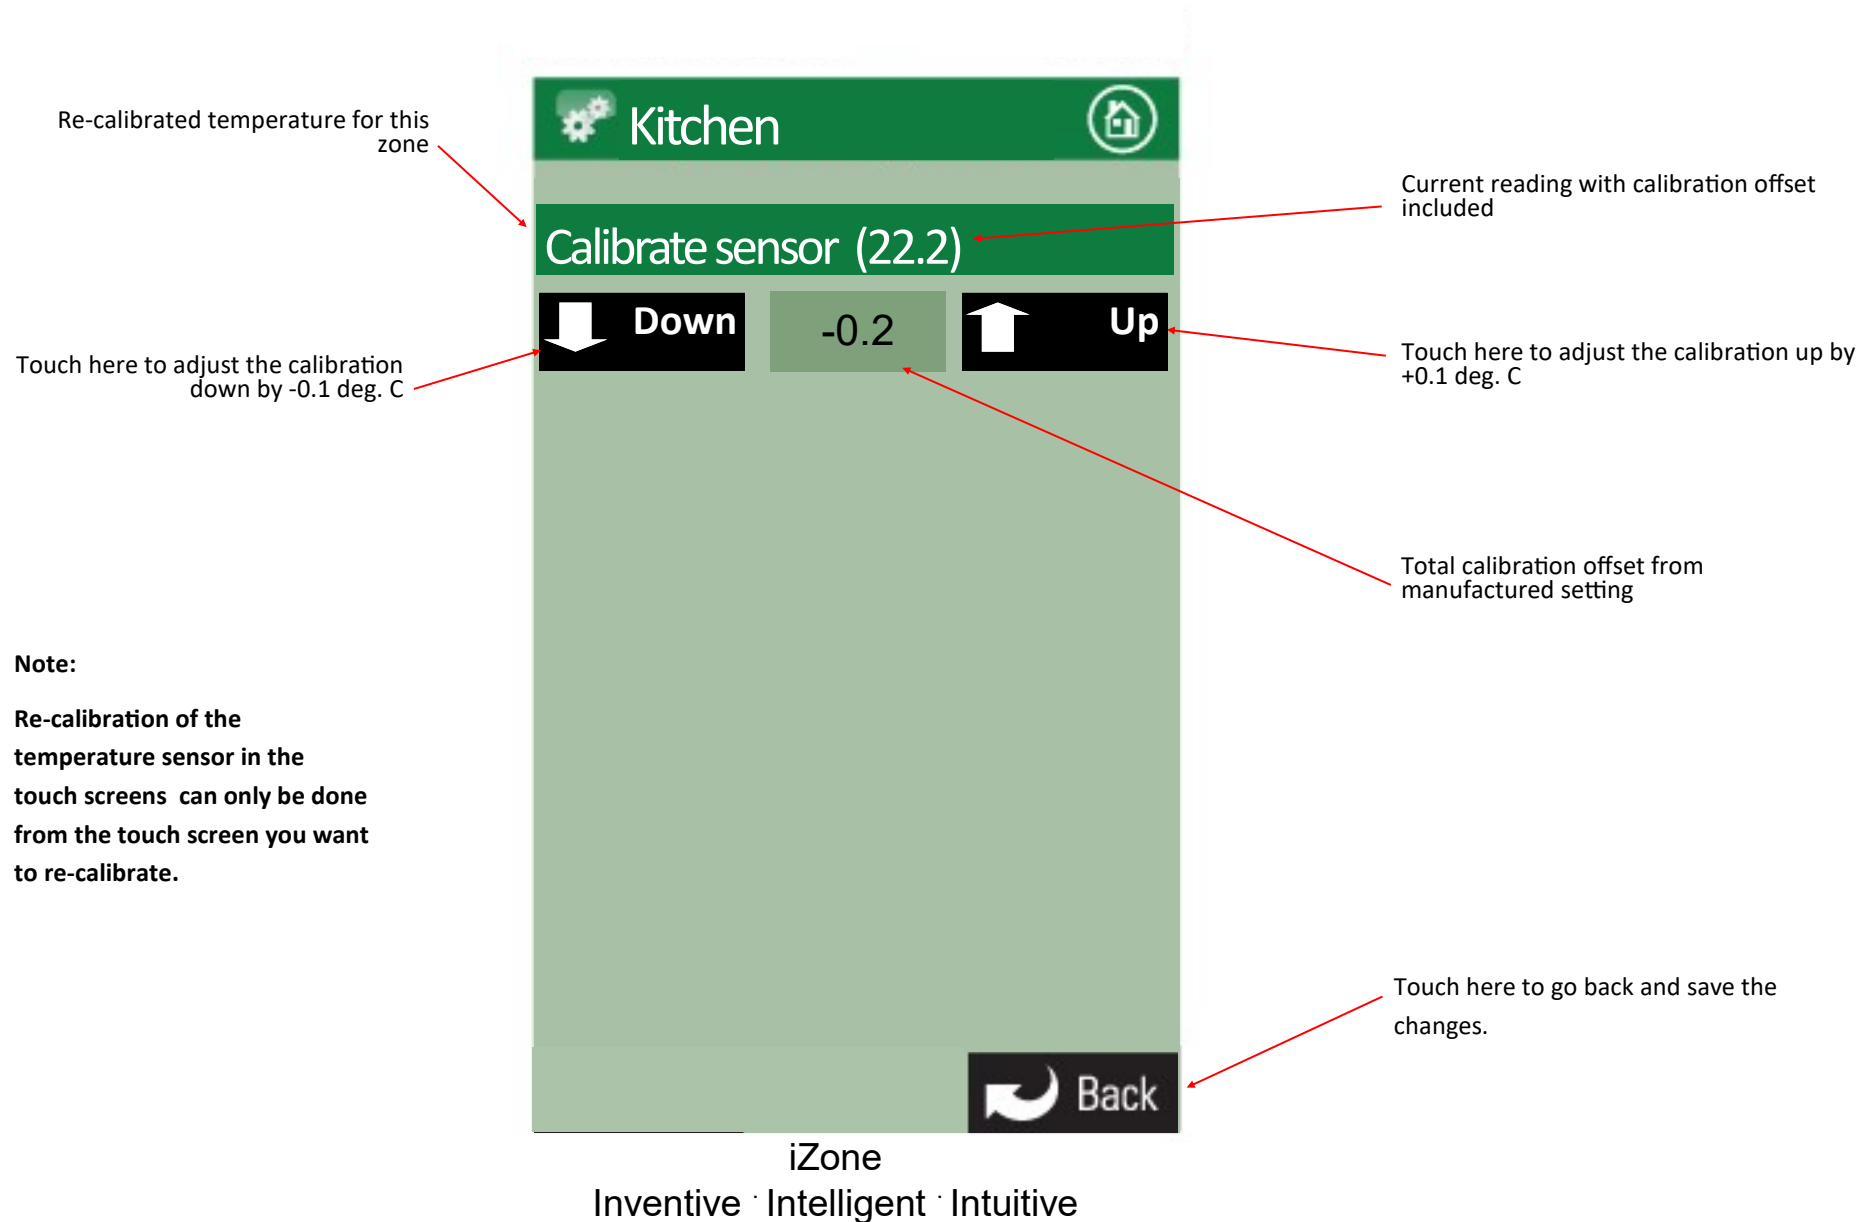 Kitchen
Re-calibrated temperature for this
zone
Current reading with calibration offset
included
Calibrate sensor (22.2)
Down
-0.2
Up
Touch here to adjust the calibration
down by -0.1 deg. C
Touch here to adjust the calibration up by
+0.1 deg. C
Total calibration offset from
manufactured setting
Note:
Re-calibration of the
temperature sensor in the
touch screens  can only be done
from the touch screen you want
to re-calibrate.
Touch here to go back and save the
changes.
Back
iZone
Inventive · Intelligent · Intuitive